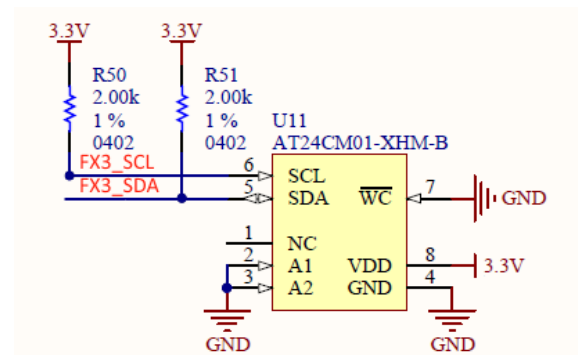 3.3V 3.3V
R50 R51
2.00k 2.00k
1 % 1 %
0402 0402
U11
AT24CM01-XHM-B
FX3_SCL
FX3_SDA
6 SCL
5 SDA WC 7 GND
1 NC
2 A1 VDD 8 3.3V
3 A2 GND 4
GND GND